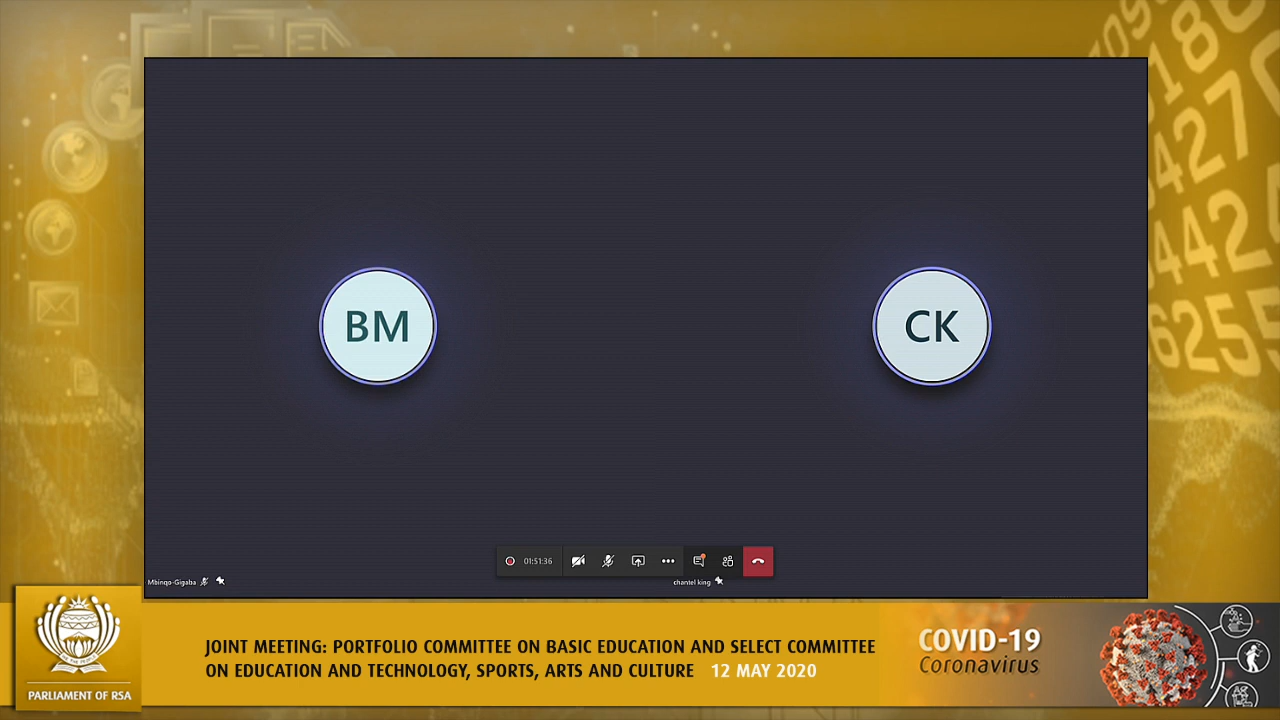 BM
CK
01:51:36
Mbinqo-Gigaba
chantel king
JOINT MEETING: PORTFOLIO COMMITTEE ON BASIC EDUCATION AND SELECT COMMITTEE
ON EDUCATION AND TECHNOLOGY, SPORTS, ARTS AND CULTURE 12 MAY 2020
COVID-19
Coronavirus
PARLIAMENT OF RSA